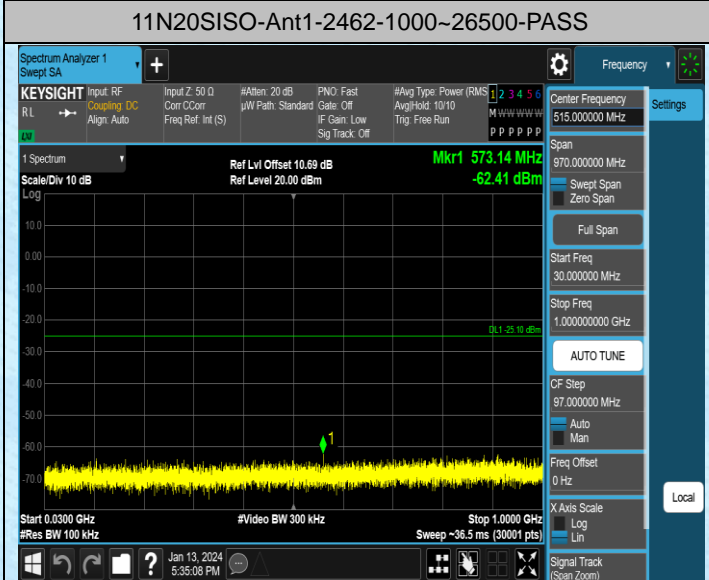 11N20SISO-Ant1-2462-1000~26500-PASS
Spectrum Analyzer 1
Swept SA
Frequency
KEYSIGHT
RL
Input: RF
Coupling: DC
Align: Auto
Input Z: 50 Ω
Corr CCorr
Freq Ref: Int (S)
#Atten: 20 dB
µW Path: Standard
PNO: Fast
Gate: Off
IF Gain: Low
Sig Track: Off
#Avg Type: Power (RMS
Avg|Hold: 10/10
Trig: Free Run
1 2 3 4 5 6
M W W W W W
P P P P P P
LXI
Center Frequency
515.000000 MHz
Settings
Span
970.000000 MHz
Swept Span
Zero Span
Full Span
Start Freq
30.000000 MHz
Stop Freq
1.000000000 GHz
AUTO TUNE
CF Step
97.000000 MHz
Auto
Man
Freq Offset
0 Hz
X Axis Scale
Log
Lin
Signal Track
(Span Zoom)
Local
1 Spectrum
Scale/Div 10 dB
Log
Ref Lvl Offset 10.69 dB
Ref Level 20.00 dBm
Mkr1 573.14 MHz
-62.41 dBm
10.0
0.00
-10.0
-20.0
DL1 -25.10 dBm
-30.0
-40.0
-50.0
-60.0
-70.0
1
Start 0.0300 GHz
#Res BW 100 kHz
#Video BW 300 kHz
Stop 1.0000 GHz
Sweep ~36.5 ms (30001 pts)
?
Jan 13, 2024
5:35:08 PM